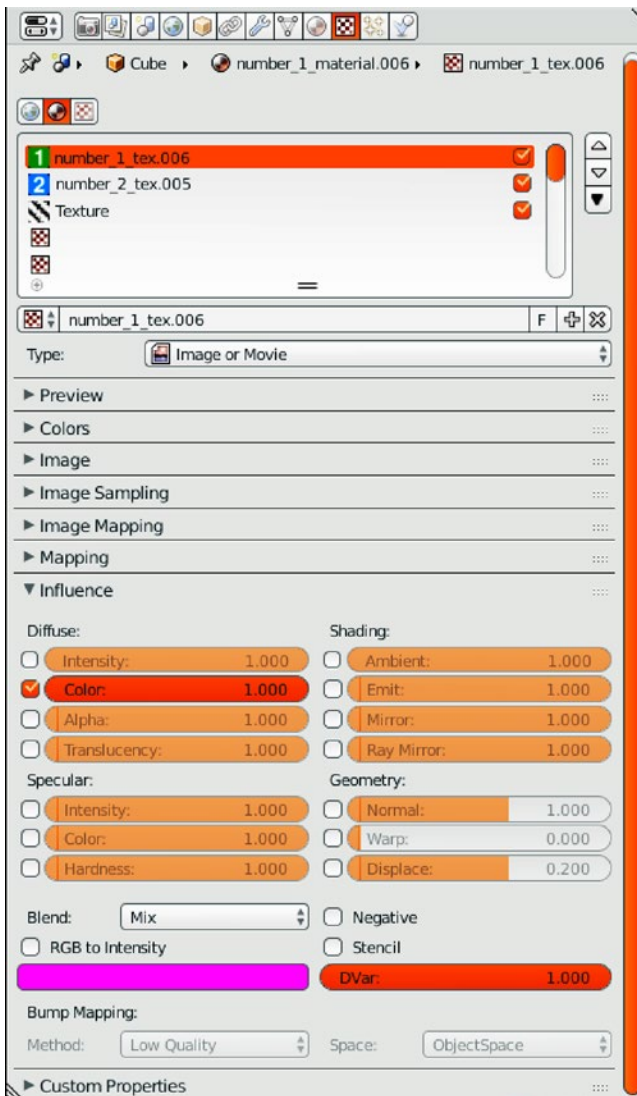 Cube number_1_material.006 number_1_tex.006
1 number_1_tex.006
2 number_2_tex.005
Texture
number_1_tex.006 F
Type: Image or Movie
Preview
Colors
Image
Image Sampling
Image Mapping
Mapping
Influence
Diffuse: Shading:
Intensity: 1.000 Ambient: 1.000
Color: 1.000 Emit: 1.000
Alpha: 1.000 Mirror: 1.000
Translucency: 1.000 Ray Mirror: 1.000
Specular: Geometry:
Intensity: 1.000 Normal: 1.000
Color: 1.000 Warp: 0.000
Hardness: 1.000 Displace: 0.200
Blend: Mix Negative
RGB to Intensity Stencil
DVar: 1.000
Bump Mapping:
Method: Low Quality Space: ObjectSpace
Custom Properties